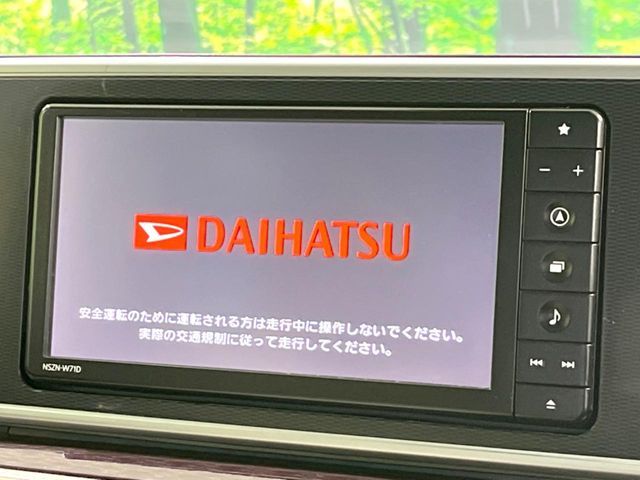 DAIHATSU
安全運転のために運転される方は走行中に操作しないでください。
実際の交通規制に従って走行してください。
NSZN-W71D